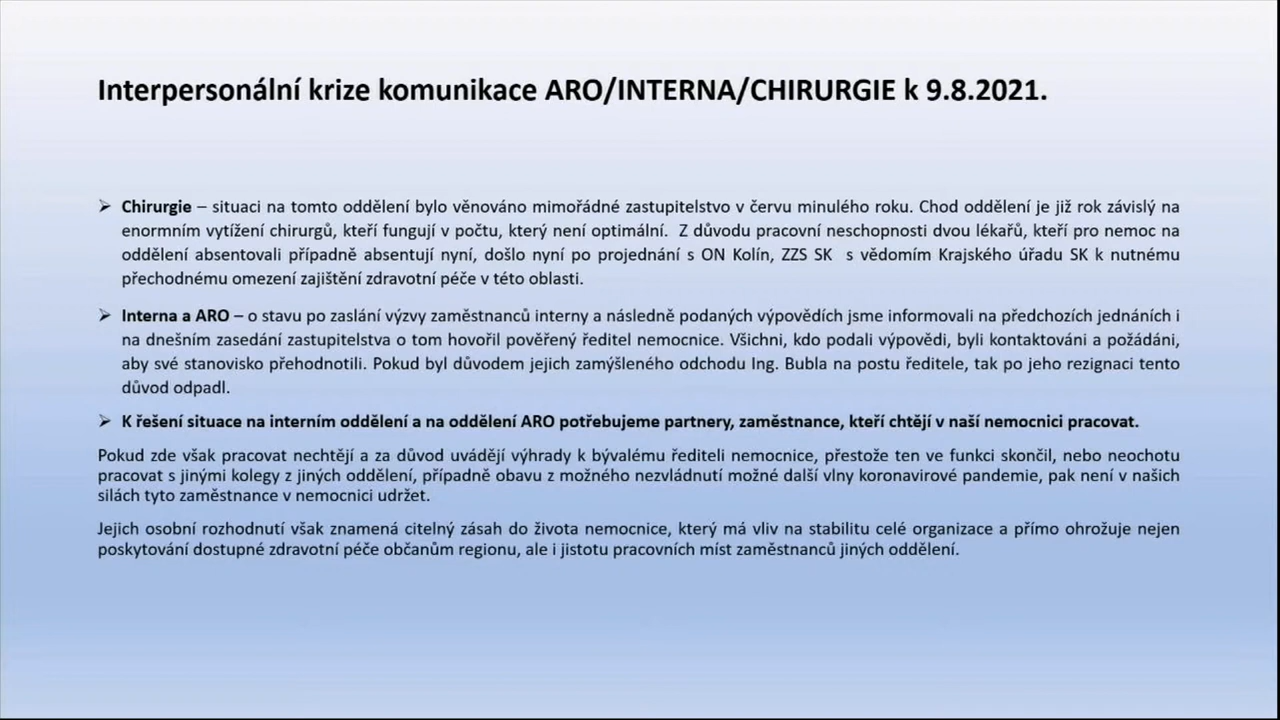 Interpersonální krize komunikace ARO/INTERNA/CHIRURGIE k 9.8.2021.
➢ Chirurgie – situaci na tomto oddělení bylo věnováno mimořádné zastupitelstvo v červu minulého roku. Chod oddělení je již rok závislý na
enormním vytížení chirurgů, kteří fungují v počtu, který není optimální. Z důvodu pracovní neschopnosti dvou lékařů, kteří pro nemoc na
oddělení absentovali případně absentují nyní, došlo nyní po projednání s ON Kolín, ZZS SK s vědomím Krajského úřadu SK k nutnému
přechodnému omezení zajištění zdravotní péče v této oblasti.
➢ Interna a ARO – o stavu po zaslání výzvy zaměstnanců interny a následně podaných výpovědích jsme informovali na předchozích jednáních i
na dnešním zasedání zastupitelstva o tom hovořil pověřený ředitel nemocnice. Všichni, kdo podali výpovědi, byli kontaktováni a požádáni,
aby své stanovisko přehodnotili. Pokud byl důvodem jejich zamýšleného odchodu Ing. Bubla na postu ředitele, tak po jeho rezignaci tento
důvod odpadl.
➢ K řešení situace na interním oddělení a na oddělení ARO potřebujeme partnery, zaměstnance, kteří chtějí v naší nemocnici pracovat.
Pokud zde však pracovat nechtějí a za důvod uvádějí výhrady k bývalému řediteli nemocnice, přestože ten ve funkci skončil, nebo neochotu
pracovat s jinými kolegy z jiných oddělení, případně obavu z možného nezvládnutí možné další vlny koronavirové pandemie, pak není v našich
silách tyto zaměstnance v nemocnici udržet.
Jejich osobní rozhodnutí však znamená citelný zásah do života nemocnice, který má vliv na stabilitu celé organizace a přímo ohrožuje nejen
poskytování dostupné zdravotní péče občanům regionu, ale i jistotu pracovních míst zaměstnanců jiných oddělení.